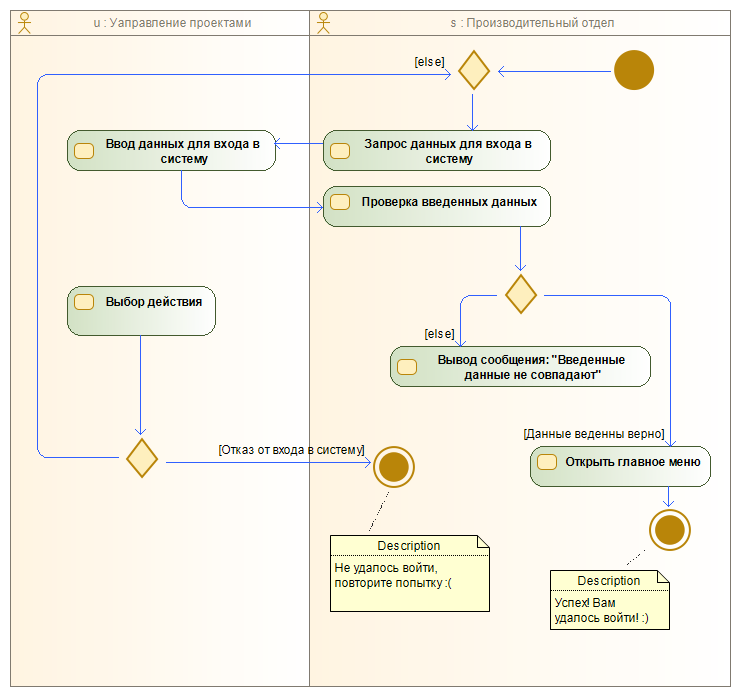 u : Уаправление проектами
s : Производительный отдел
[else]
Ввод данных для входа в
систему
Запрос данных для входа в
систему
Проверка введенных данных
Выбор действия
[else]
Вывод сообщения: "Введенные
данные не совпадают"
[Данные веденны верно]
[Отказ от входа в систему]
Открыть главное меню
Description
Не удалось войти,
повторите попытку :(
Description
Успех! Вам
удалось войти! :)